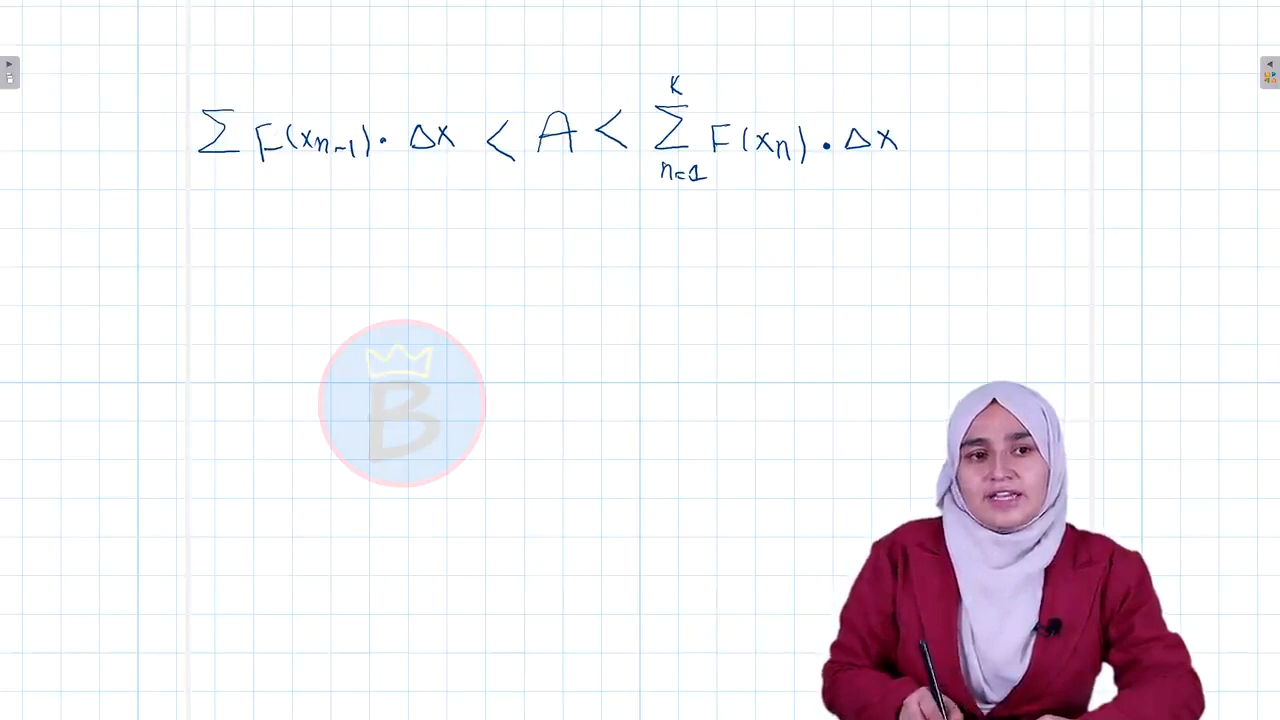 Σ F(xn-1) · Δx < A < Σ F(xn) · Δx
K
n=1
B